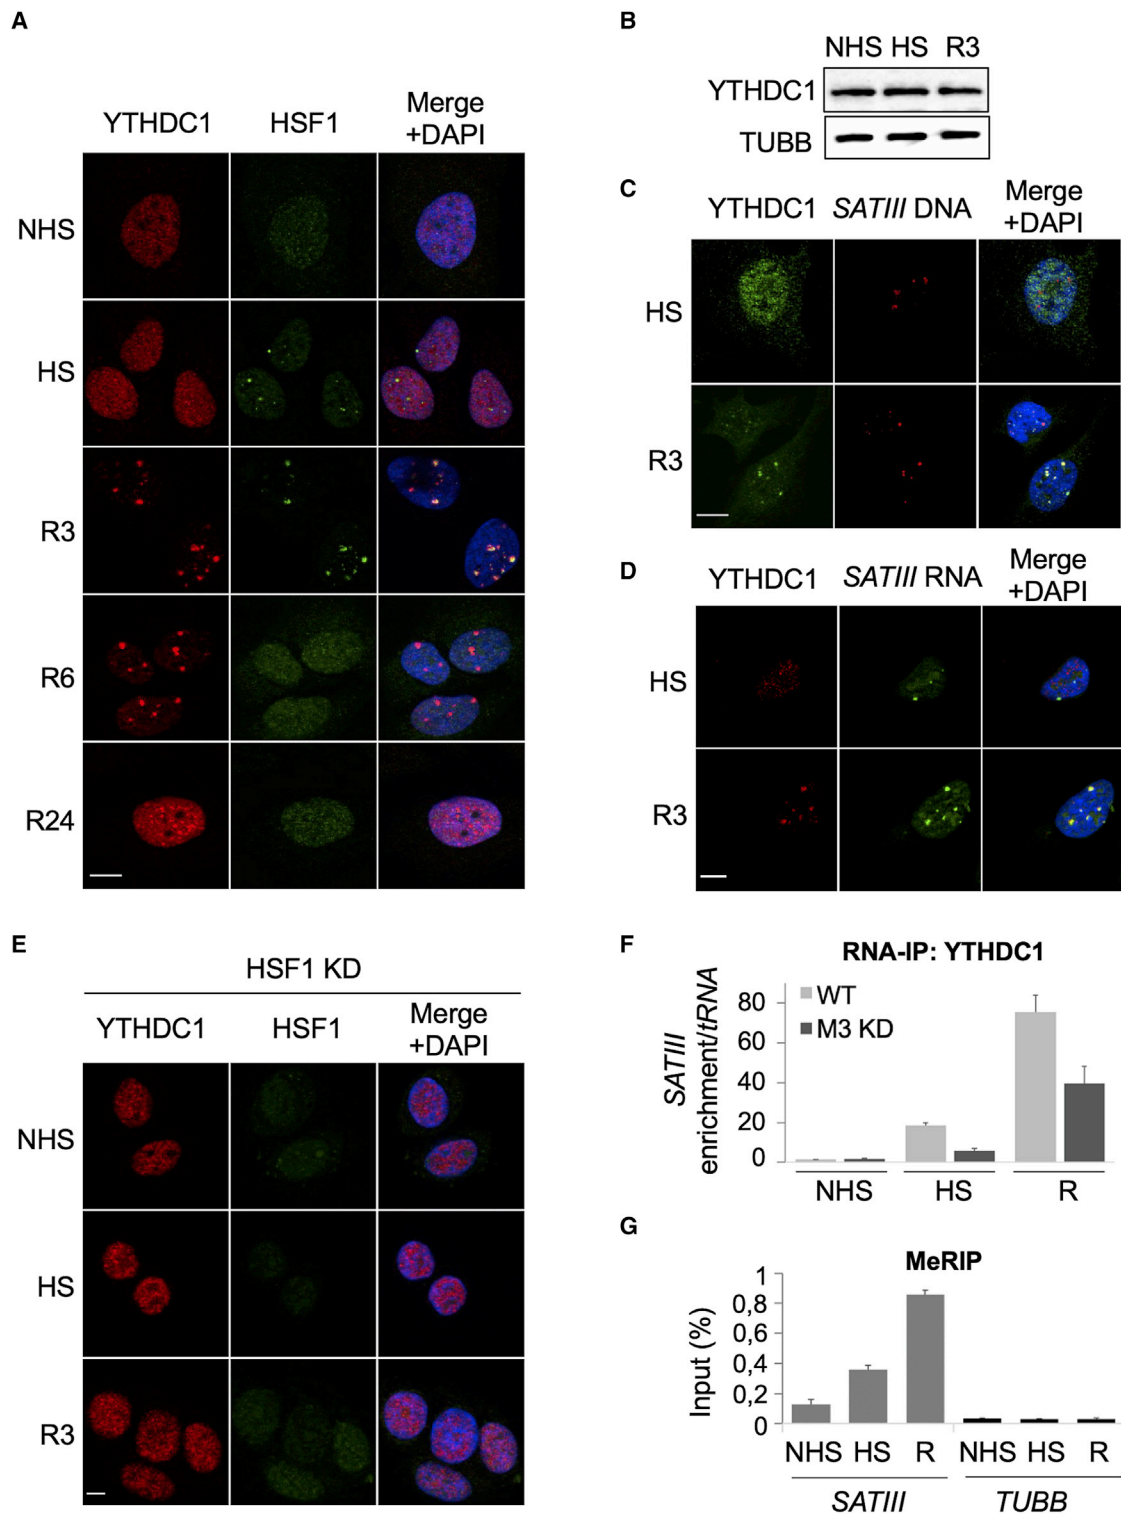 A
YTHDC1 HSF1 Merge
+DAPI
NHS
HS
R3
R6
R24
B
NHS HS R3
YTHDC1
TUBB
C
YTHDC1 SATIII DNA Merge
+DAPI
HS
R3
D
YTHDC1 SATIII RNA Merge
+DAPI
HS
R3
E
HSF1 KD
YTHDC1 HSF1 Merge
+DAPI
NHS
HS
R3
F
RNA-IP: YTHDC1
SATIII
enrichment/tRNA
80
60
40
20
0
WT
M3 KD
NHS HS R
G
MeRIP
Input (%)
1
0,8
0,6
0,4
0,2
0
NHS HS R NHS HS R
SATIII TUBB